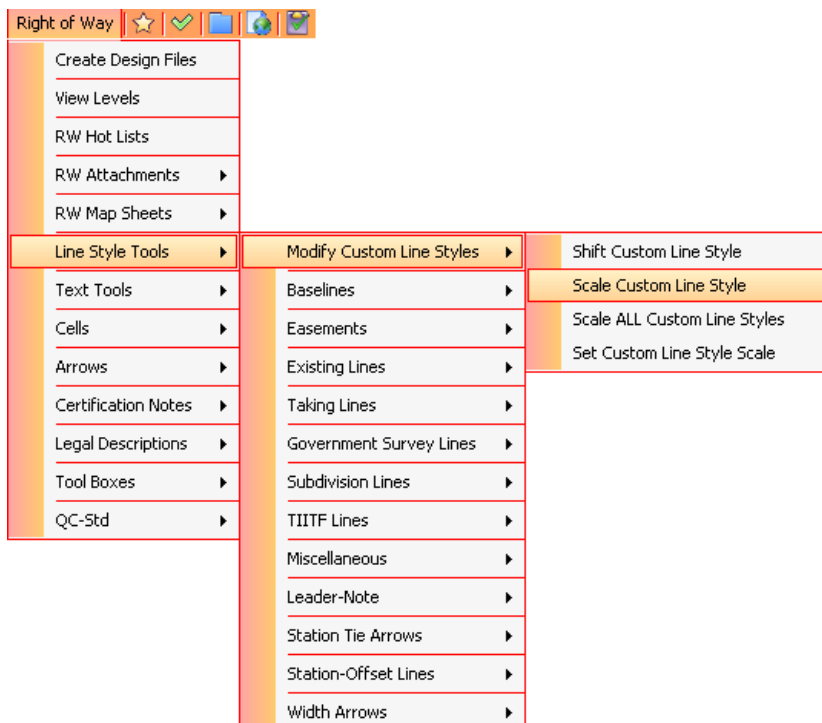 Right of Way
Create Design Files
View Levels
RW Hot Lists
RW Attachments
RW Map Sheets
Line Style Tools
Text Tools
Cells
Arrows
Certification Notes
Legal Descriptions
Tool Boxes
QC-Std
Modify Custom Line Styles
Baselines
Easements
Existing Lines
Taking Lines
Government Survey Lines
Subdivision Lines
TIITF Lines
Miscellaneous
Leader-Note
Station Tie Arrows
Station-Offset Lines
Width Arrows
Shift Custom Line Style
Scale Custom Line Style
Scale ALL Custom Line Styles
Set Custom Line Style Scale